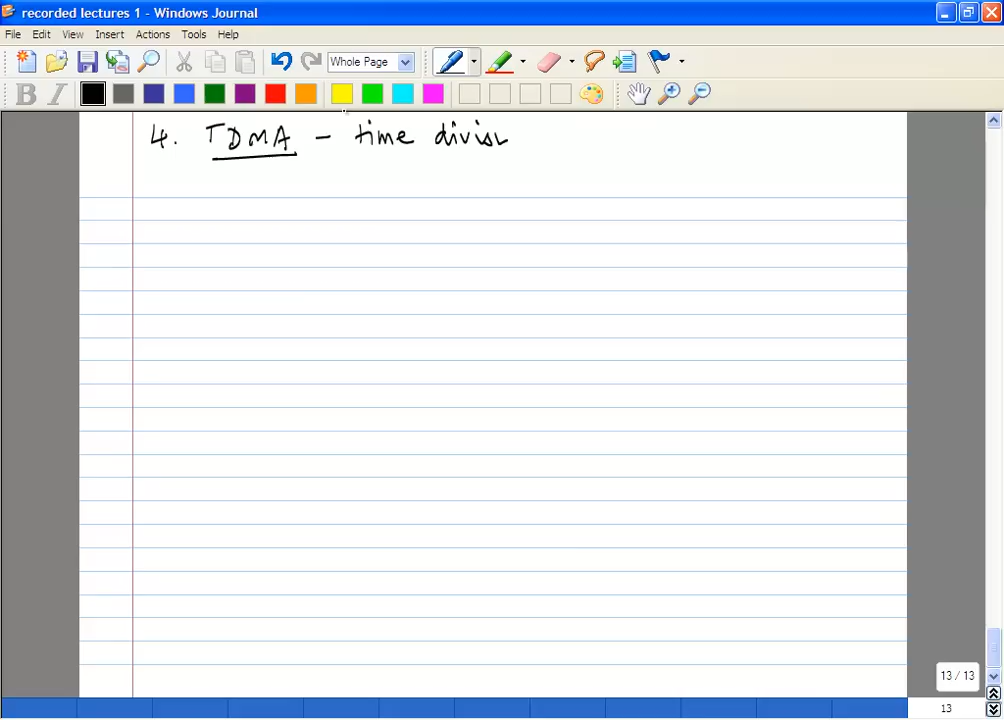 recorded lectures 1 - Windows Journal
File Edit View Insert Actions Tools Help
Whole Page
B I
4. TDMA - time divisi
13 / 13
13